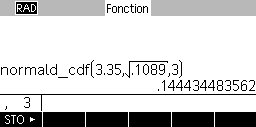 RAD Fonction
normald_cdf(3.35,√.1089,3)
.144434483562
, 3
STO ►